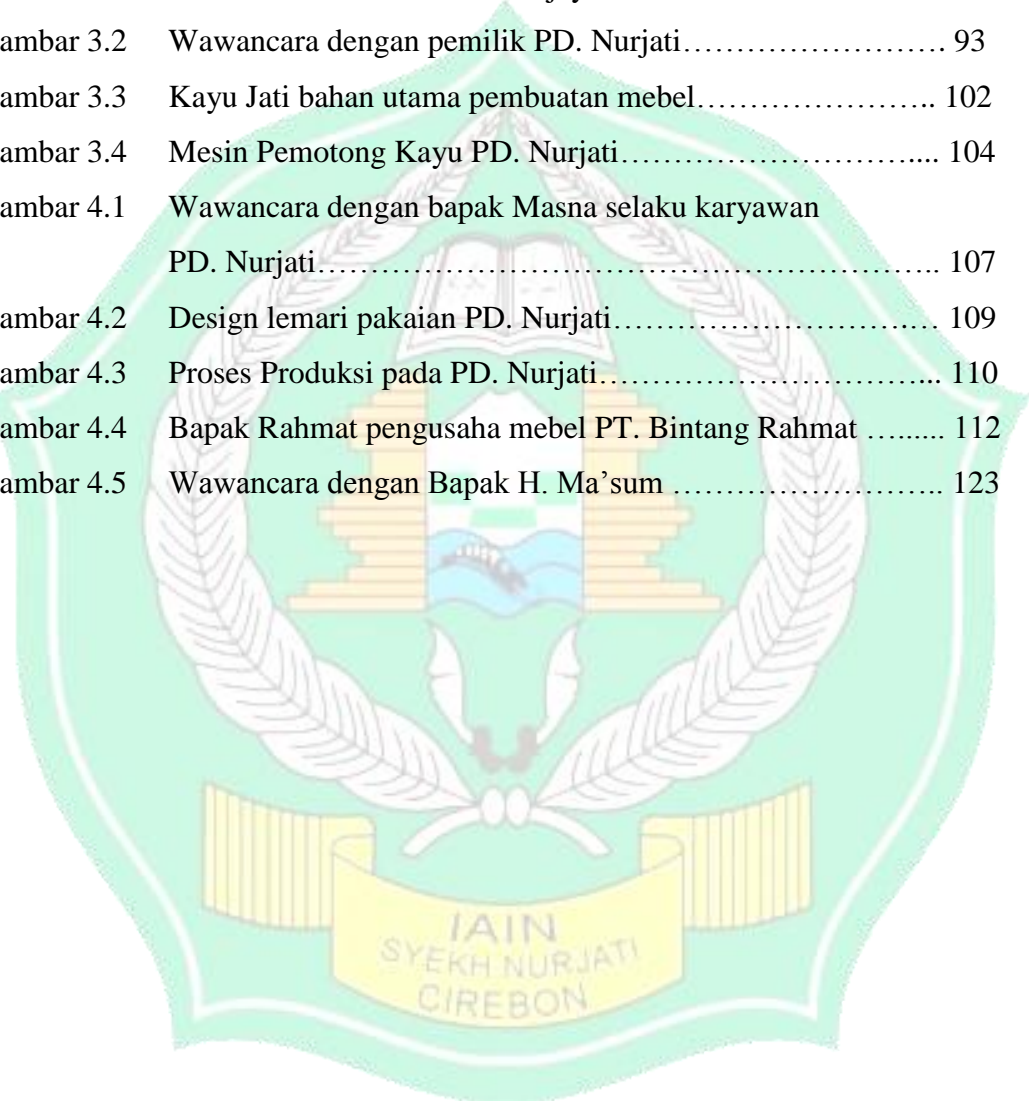 ambar 3.2 Wawancara dengan pemilik PD. Nurjati……………………. 93
ambar 3.3 Kayu Jati bahan utama pembuatan mebel………………….. 102
ambar 3.4 Mesin Pemotong Kayu PD. Nurjati………………………..... 104
ambar 4.1 Wawancara dengan bapak Masna selaku karyawan
PD. Nurjati…………………………………………………. 107
ambar 4.2 Design lemari pakaian PD. Nurjati……………………….… 109
ambar 4.3 Proses Produksi pada PD. Nurjati………………………... 110
ambar 4.4 Bapak Rahmat pengusaha mebel PT. Bintang Rahmat …...... 112
ambar 4.5 Wawancara dengan Bapak H. Ma’sum …………………….. 123
IAIN
SYEKH NURJATI
CIREBON